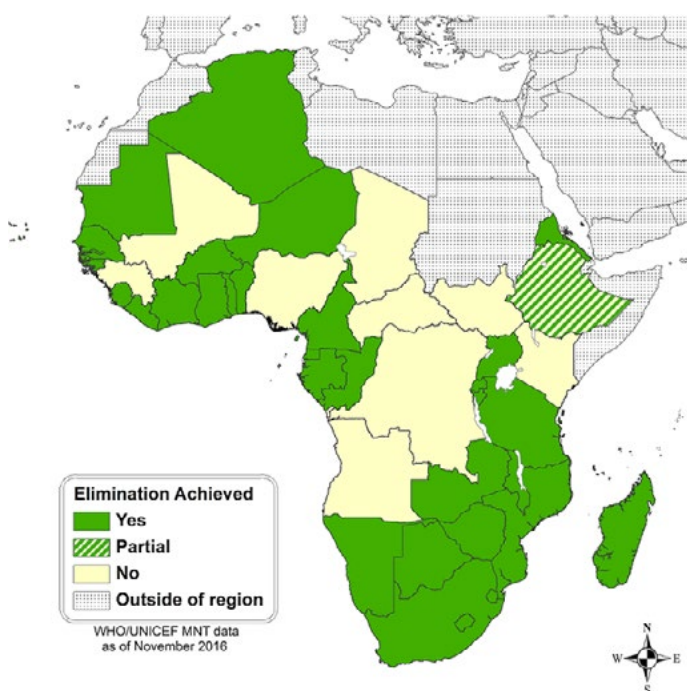 Elimination Achieved
Yes
Partial
No
Outside of region
WHO/UNICEF MNT data
as of November 2016
N
W E
S